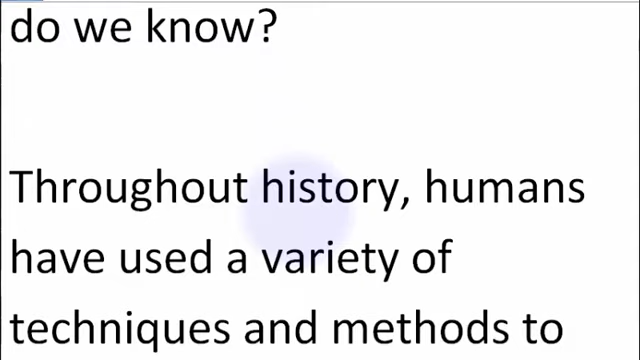 do we know?
Throughout history, humans
have used a variety of
techniques and methods to